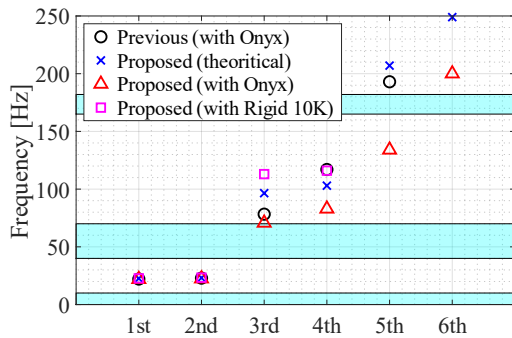 250
200
150
100
50
0
Frequency [Hz]
Previous (with Onyx)
Proposed (theoritical)
Proposed (with Onyx)
Proposed (with Rigid 10K)
1st 2nd 3rd 4th 5th 6th